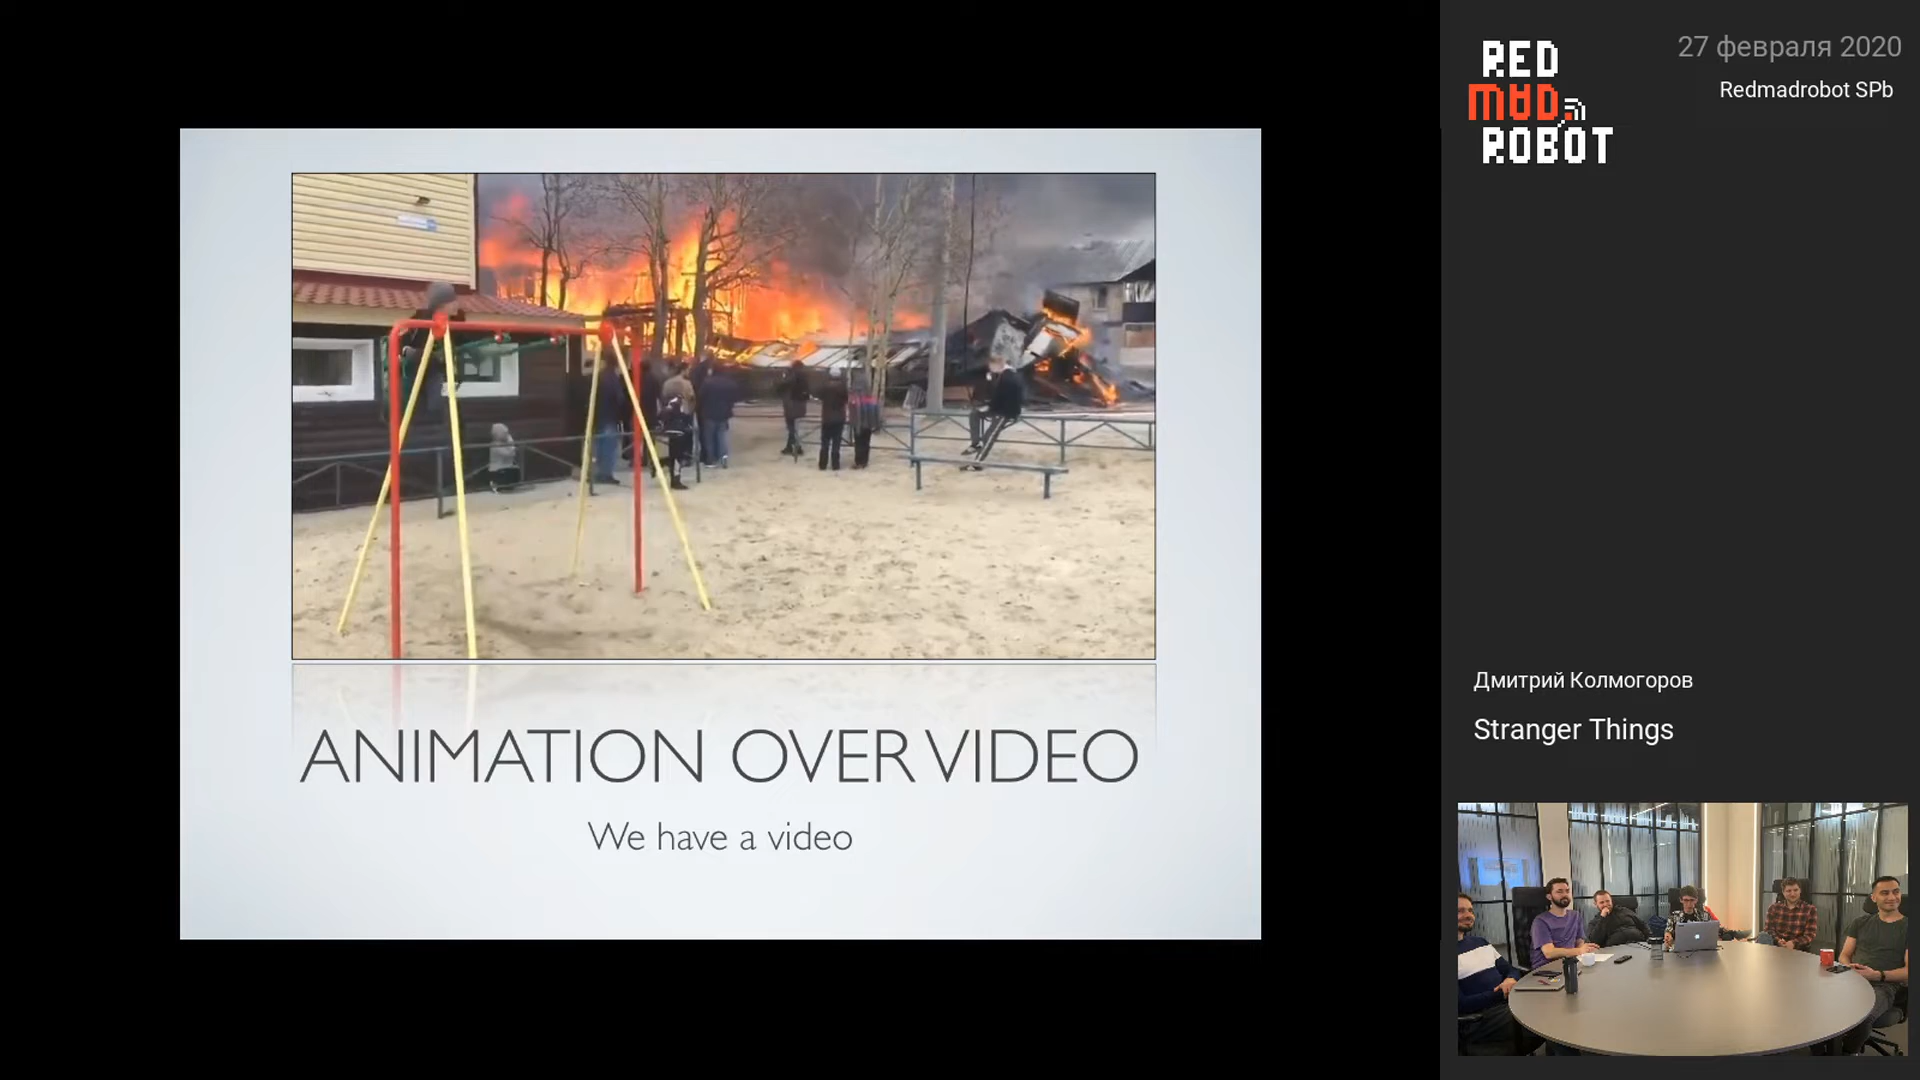 ANIMATION OVER VIDEO
We have a video
RED
MAD
ROBOT
27 февраля 2020
Redmadrobot SPb
Дмитрий Колмогоров
Stranger Things